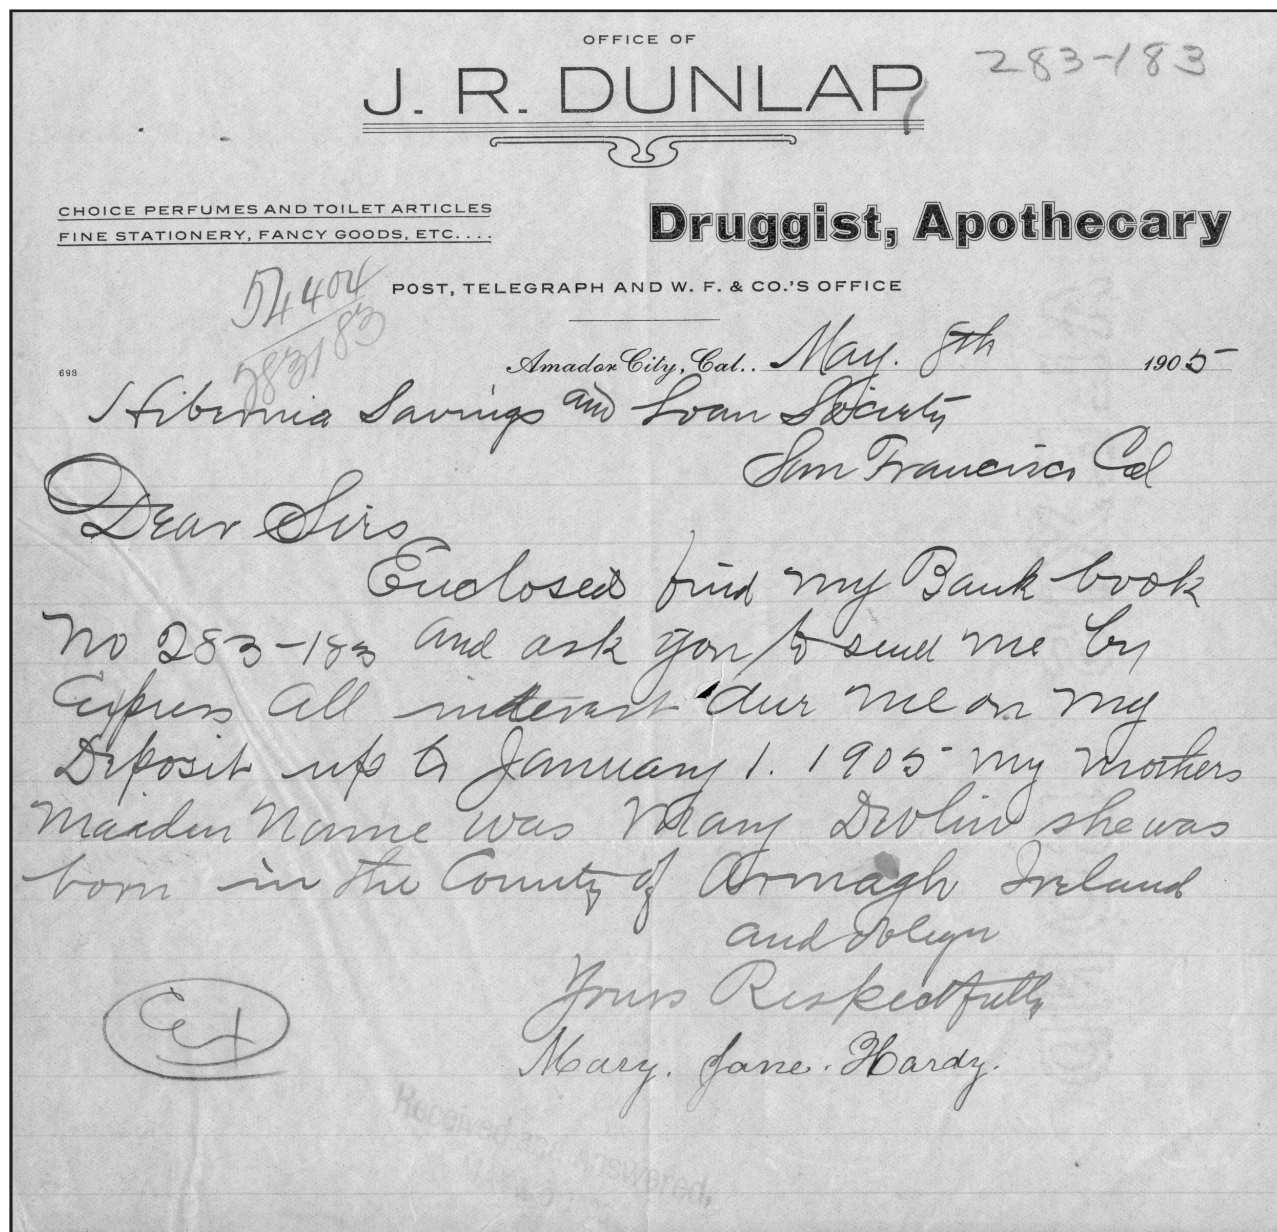 OFFICE OF
J. R. DUNLAP
283-183
CHOICE PERFUMES AND TOILET ARTICLES
FINE STATIONERY, FANCY GOODS, ETC....
Druggist, Apothecary
POST, TELEGRAPH AND W. F. & CO.'S OFFICE
54404
283183
698
Amador City, Cal.. May. 8th 1905
Hibernia Savings and Loan Society
San Francisco Cal
Dear Sirs
Enclosed find my Bank book
No 283-183 and ask you to send me by
Express all interest due me on my
Deposit up to January 1. 1905 my mothers
maiden Name was Mary Devlin she was
born in the County of Armagh Ireland
and oblige
Yours Respectfully
Mary. Jane. Hardy.
Received and Answered,